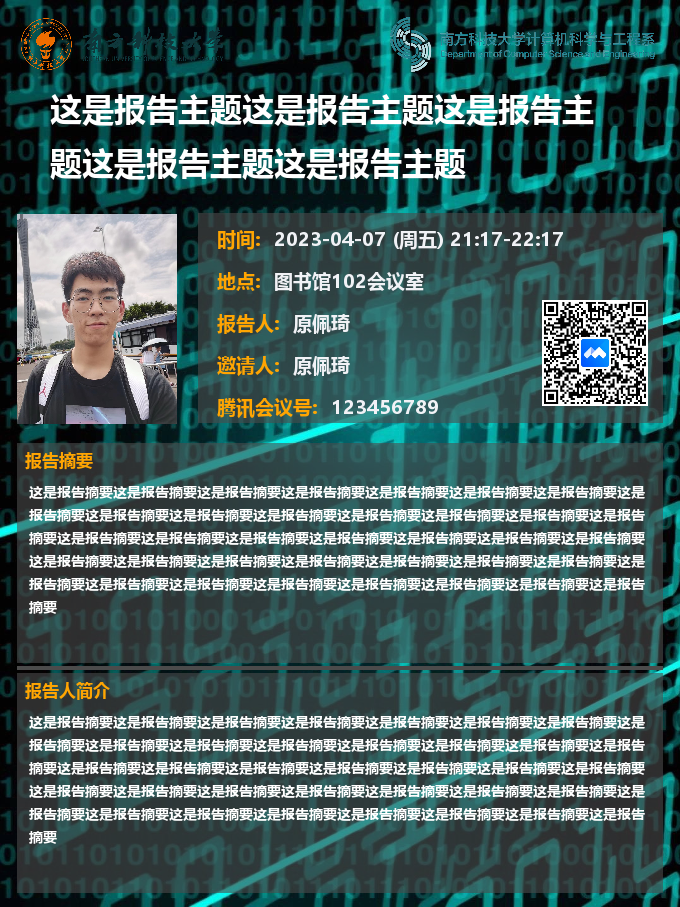 南方科技大学
南方科技大学计算机科学与工程系
Department of Computer Science and Engineering
这是报告主题这是报告主题这是报告主
题这是报告主题这是报告主题
时间: 2023-04-07 (周五) 21:17-22:17
地点: 图书馆102会议室
报告人: 原佩琦
邀请人: 原佩琦
腾讯会议号: 123456789
报告摘要
这是报告摘要这是报告摘要这是报告摘要这是报告摘要这是报告摘要这是报告摘要这是报告摘要这是
报告摘要这是报告摘要这是报告摘要这是报告摘要这是报告摘要这是报告摘要这是报告摘要这是报告
摘要这是报告摘要这是报告摘要这是报告摘要这是报告摘要这是报告摘要这是报告摘要这是报告摘要
这是报告摘要这是报告摘要这是报告摘要这是报告摘要这是报告摘要这是报告摘要这是报告摘要这是
报告摘要这是报告摘要这是报告摘要这是报告摘要这是报告摘要这是报告摘要这是报告摘要这是报告
摘要
报告人简介
这是报告摘要这是报告摘要这是报告摘要这是报告摘要这是报告摘要这是报告摘要这是报告摘要这是
报告摘要这是报告摘要这是报告摘要这是报告摘要这是报告摘要这是报告摘要这是报告摘要这是报告
摘要这是报告摘要这是报告摘要这是报告摘要这是报告摘要这是报告摘要这是报告摘要这是报告摘要
这是报告摘要这是报告摘要这是报告摘要这是报告摘要这是报告摘要这是报告摘要这是报告摘要这是
报告摘要这是报告摘要这是报告摘要这是报告摘要这是报告摘要这是报告摘要这是报告摘要这是报告
摘要